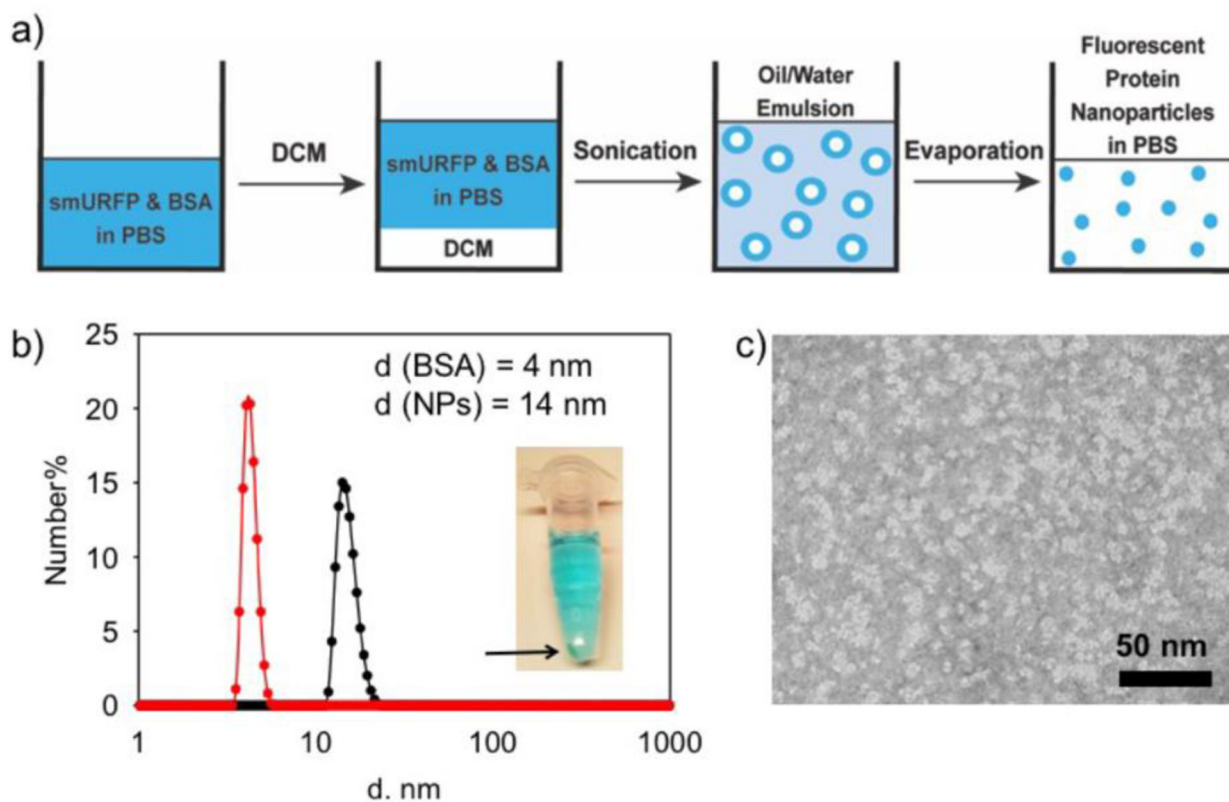 a)
smURFP & BSA
in PBS
DCM
smURFP & BSA
in PBS
DCM
Sonication
Oil/Water
Emulsion
Evaporation
Fluorescent
Protein
Nanoparticles
in PBS
b)
25
20
15
10
5
0
Number%
d (BSA) = 4 nm
d (NPs) = 14 nm
1
10
100
1000
d. nm
c)
50 nm